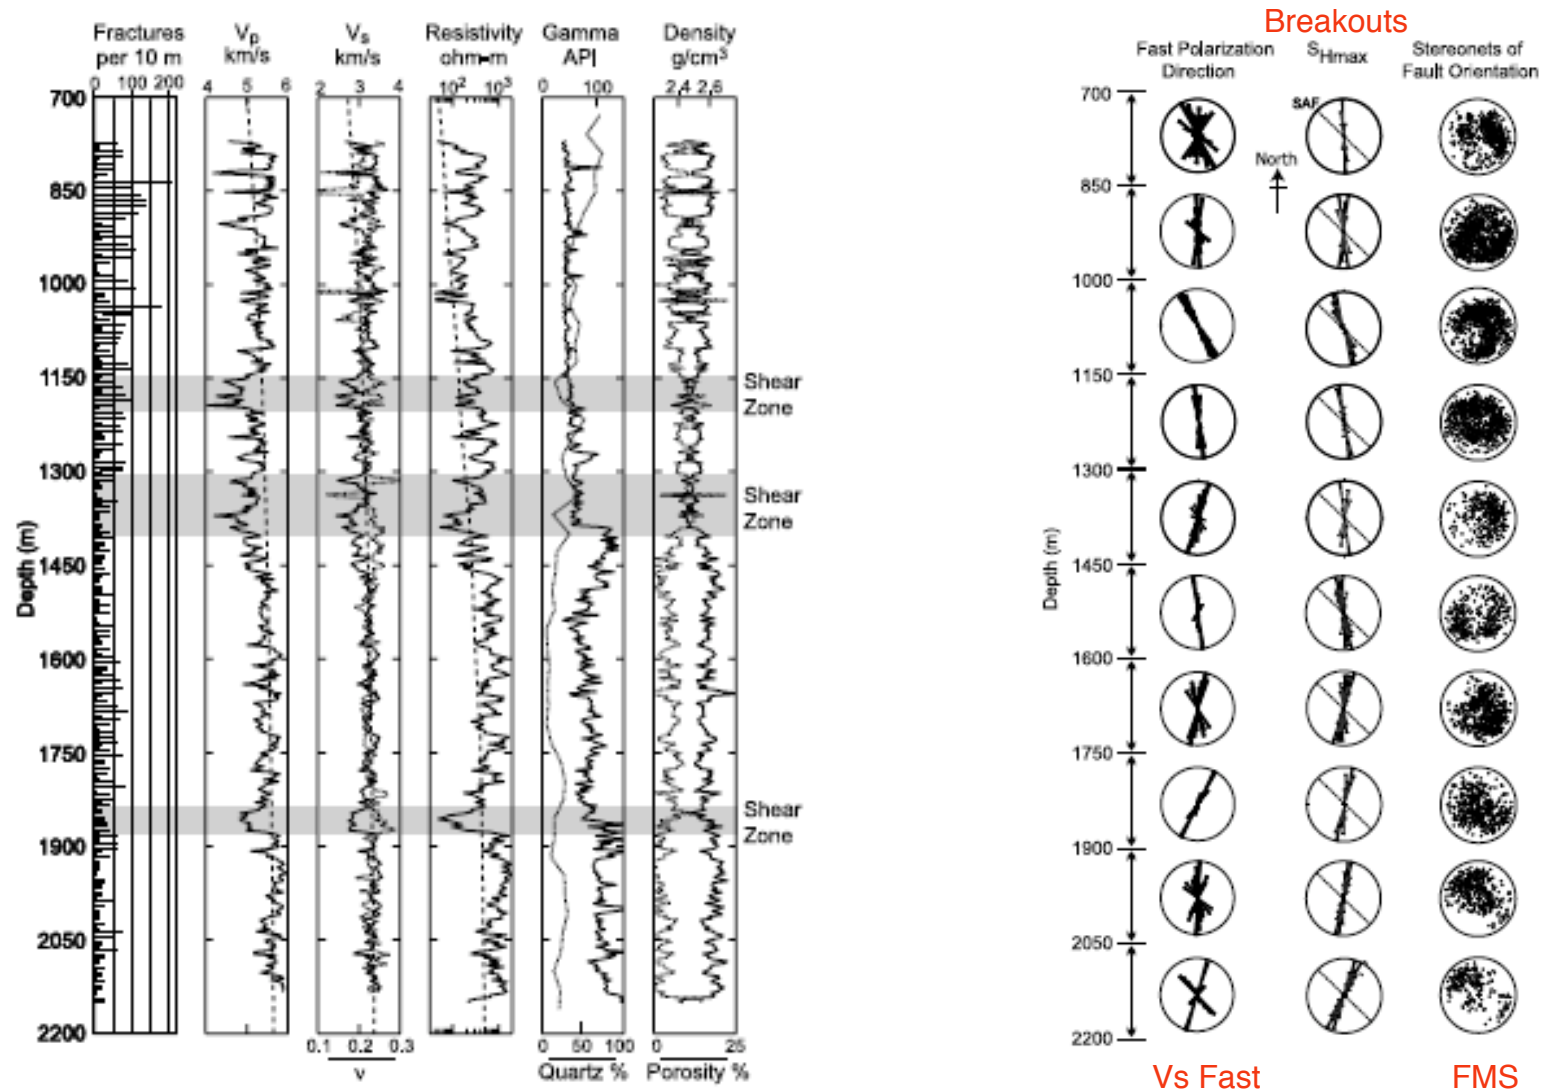 Fractures
per 10 m
0 100 200
Vp
km/s
4 5 6
Vs
km/s
2 3 4
Resistivity
ohm-m
10² 10³
Gamma
API
0 100
Density
g/cm³
2,4 2,6
Depth (m)
700
850
1000
1150
1300
1450
1600
1750
1900
2050
2200
Shear
Zone
Shear
Zone
Shear
Zone
0.1 0.2 0.3
ν
0 50 100
Quartz %
0 25
Porosity %
Breakouts
Fast Polarization
Direction
SHmax
Stereonets of
Fault Orientation
SAF
North
Depth (m)
700
850
1000
1150
1300
1450
1600
1750
1900
2050
2200
Vs Fast
FMS